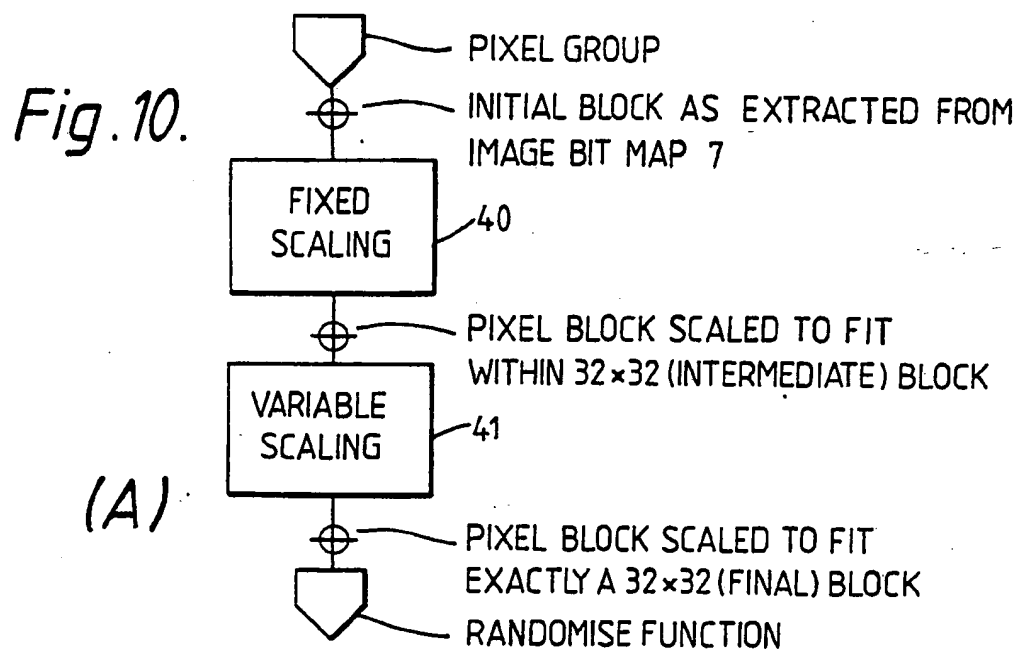 PIXEL GROUP
Fig. 10.
INITIAL BLOCK AS EXTRACTED FROM
IMAGE BIT MAP 7
FIXED
SCALING
40
PIXEL BLOCK SCALED TO FIT
WITHIN 32×32 (INTERMEDIATE) BLOCK
VARIABLE
SCALING
41
(A)
PIXEL BLOCK SCALED TO FIT
EXACTLY A 32×32 (FINAL) BLOCK
RANDOMISE FUNCTION